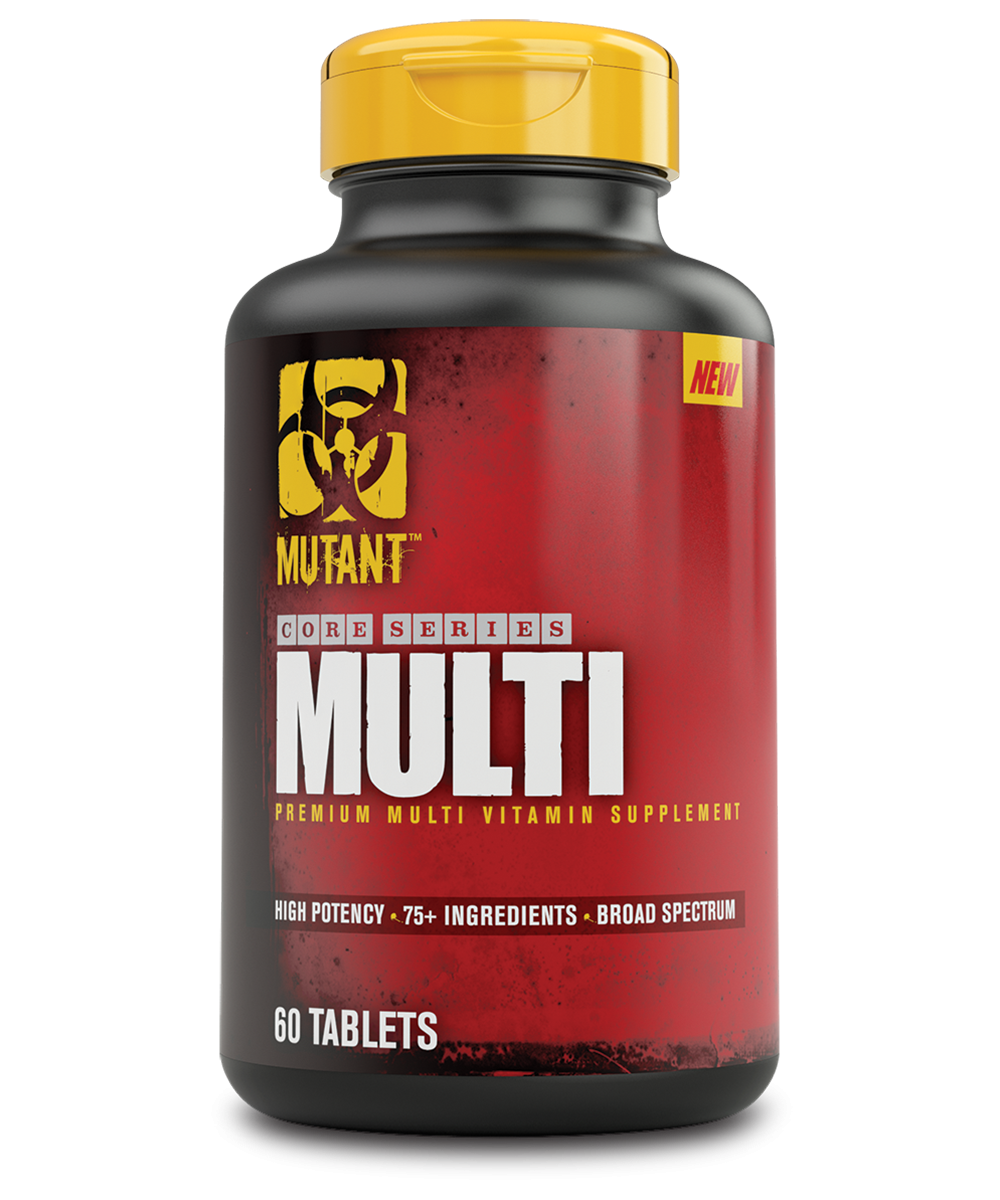 NEW
MUTANT™
CORE SERIES
MULTI
PREMIUM MULTI VITAMIN SUPPLEMENT
HIGH POTENCY • 75+ INGREDIENTS • BROAD SPECTRUM
60 TABLETS